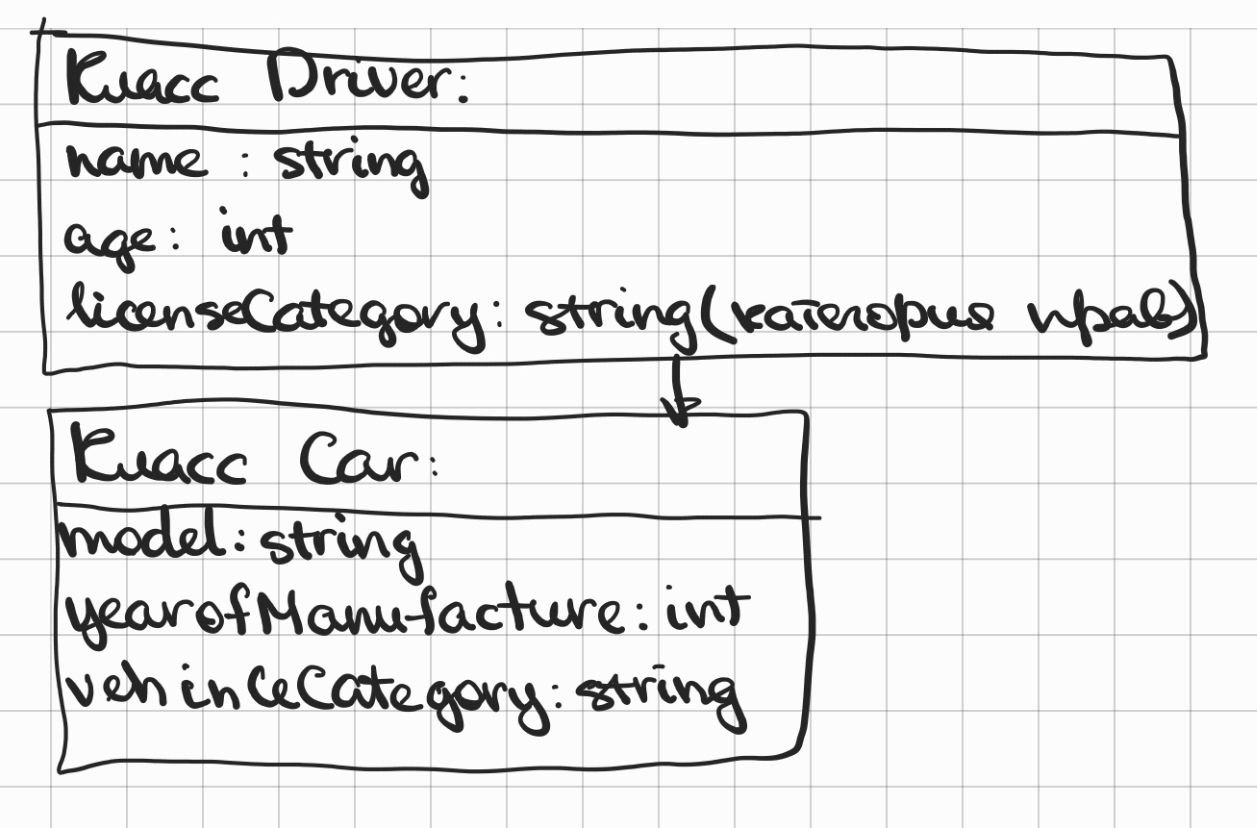 Класс Driver:
name : string
age: int
licenseCategory: string(категория прав)
Класс Car:
model: string
yearofManufacture: int
vehinceCategory: string